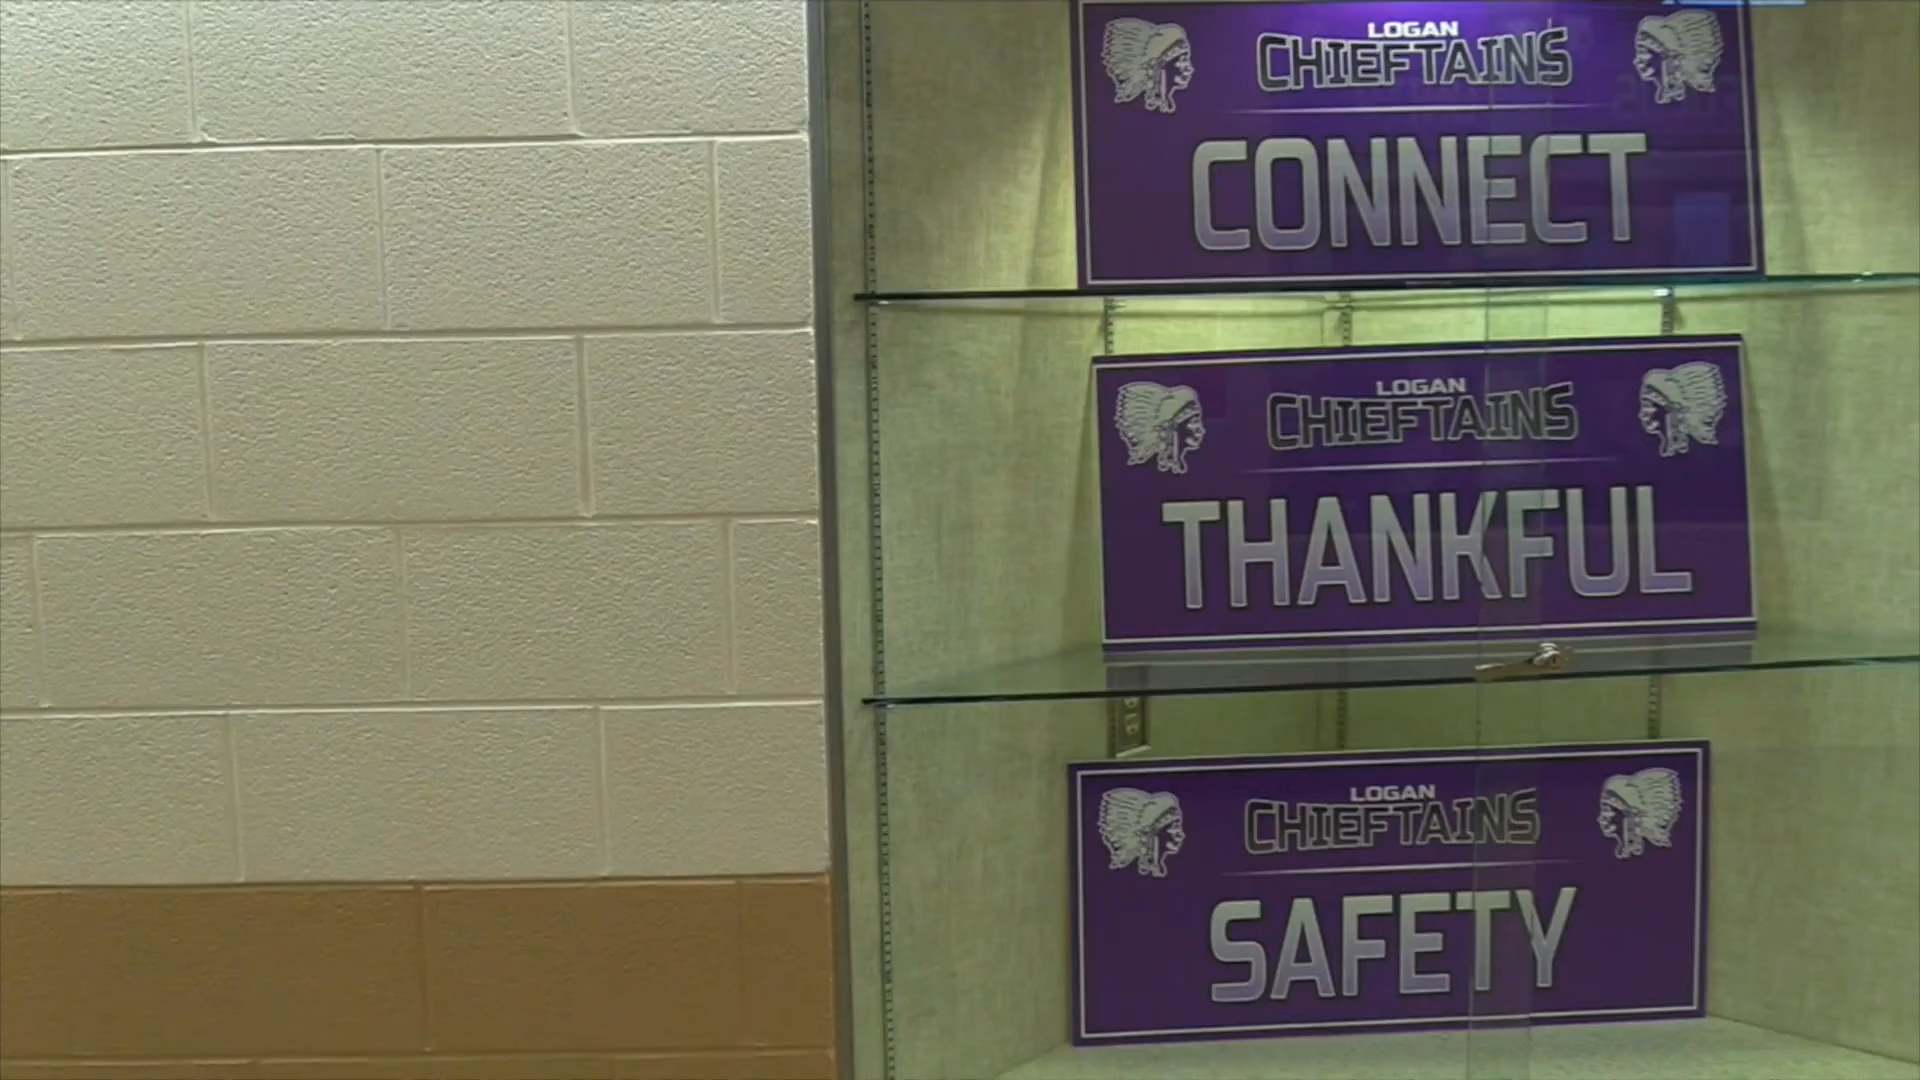 LOGAN
CHIEFTAINS
CONNECT
LOGAN
CHIEFTAINS
THANKFUL
LOGAN
CHIEFTAINS
SAFETY